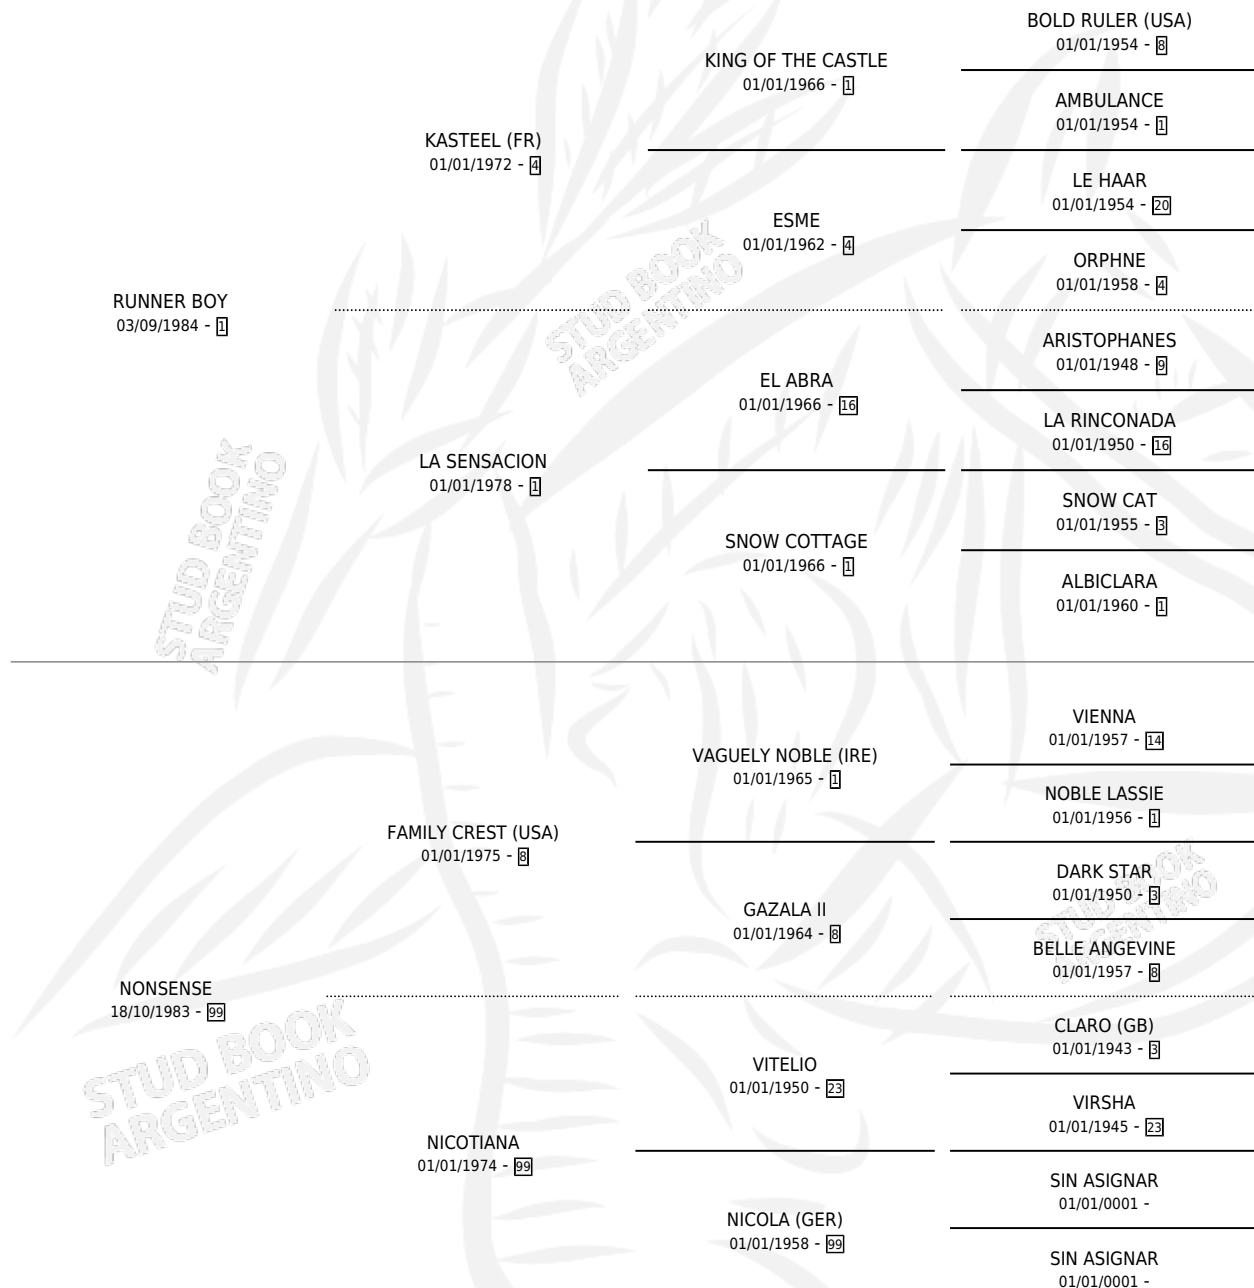 BOLD RULER (USA)
01/01/1954 - 8
KING OF THE CASTLE
01/01/1966 - 1
AMBULANCE
01/01/1954 - 1
KASTEEL (FR)
01/01/1972 - 4
LE HAAR
01/01/1954 - 20
ESME
01/01/1962 - 4
ORPHNE
01/01/1958 - 4
RUNNER BOY
03/09/1984 - 1
ARISTOPHANES
01/01/1948 - 9
EL ABRA
01/01/1966 - 16
LA RINCONADA
01/01/1950 - 16
LA SENSACION
01/01/1978 - 1
SNOW CAT
01/01/1955 - 3
SNOW COTTAGE
01/01/1966 - 1
ALBICLARA
01/01/1960 - 1
VIENNA
01/01/1957 - 14
VAGUELY NOBLE (IRE)
01/01/1965 - 1
NOBLE LASSIE
01/01/1956 - 1
FAMILY CREST (USA)
01/01/1975 - 8
DARK STAR
01/01/1950 - 3
GAZALA II
01/01/1964 - 8
BELLE ANGEVINE
01/01/1957 - 8
NONSENSE
18/10/1983 - 99
CLARO (GB)
01/01/1943 - 3
VITELIO
01/01/1950 - 23
VIRSHA
01/01/1945 - 23
NICOTIANA
01/01/1974 - 99
SIN ASIGNAR
01/01/0001 -
NICOLA (GER)
01/01/1958 - 99
SIN ASIGNAR
01/01/0001 -
STUD BOOK
ARGENTINO
STUD BOOK
ARGENTINO
STUD BOOK
ARGENTINO
STUD BOOK
ARGENTINO